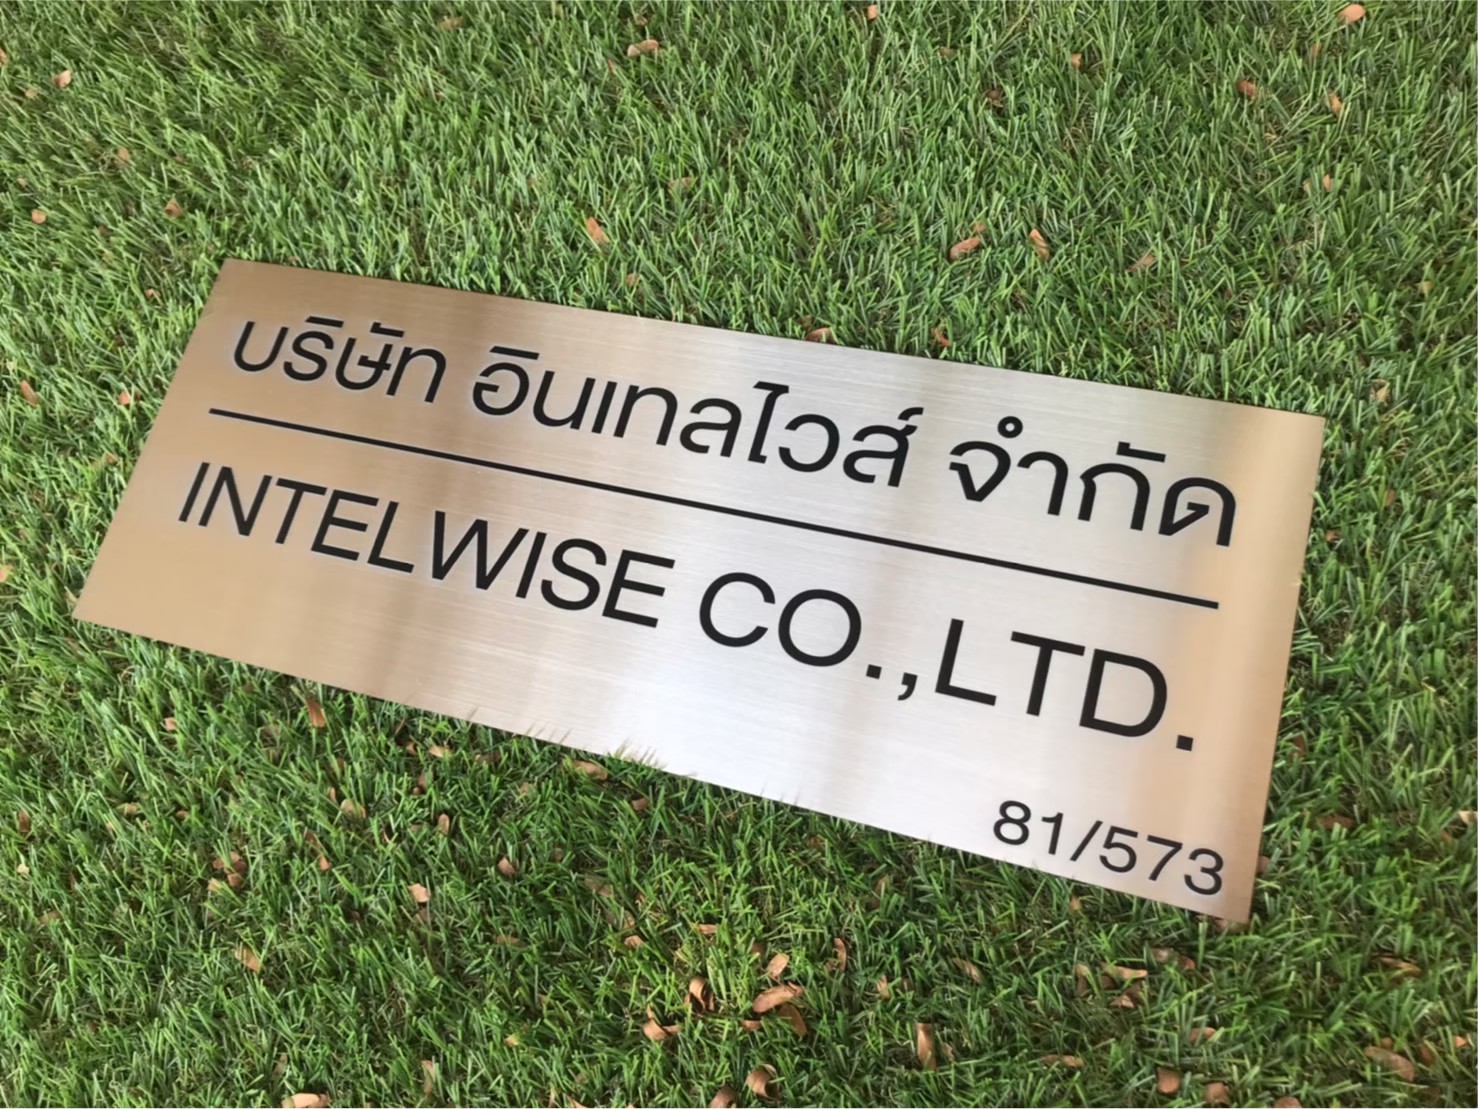 บริษัท อินเทลไวส์ จำกัด
INTELWISE CO.,LTD.
81/573